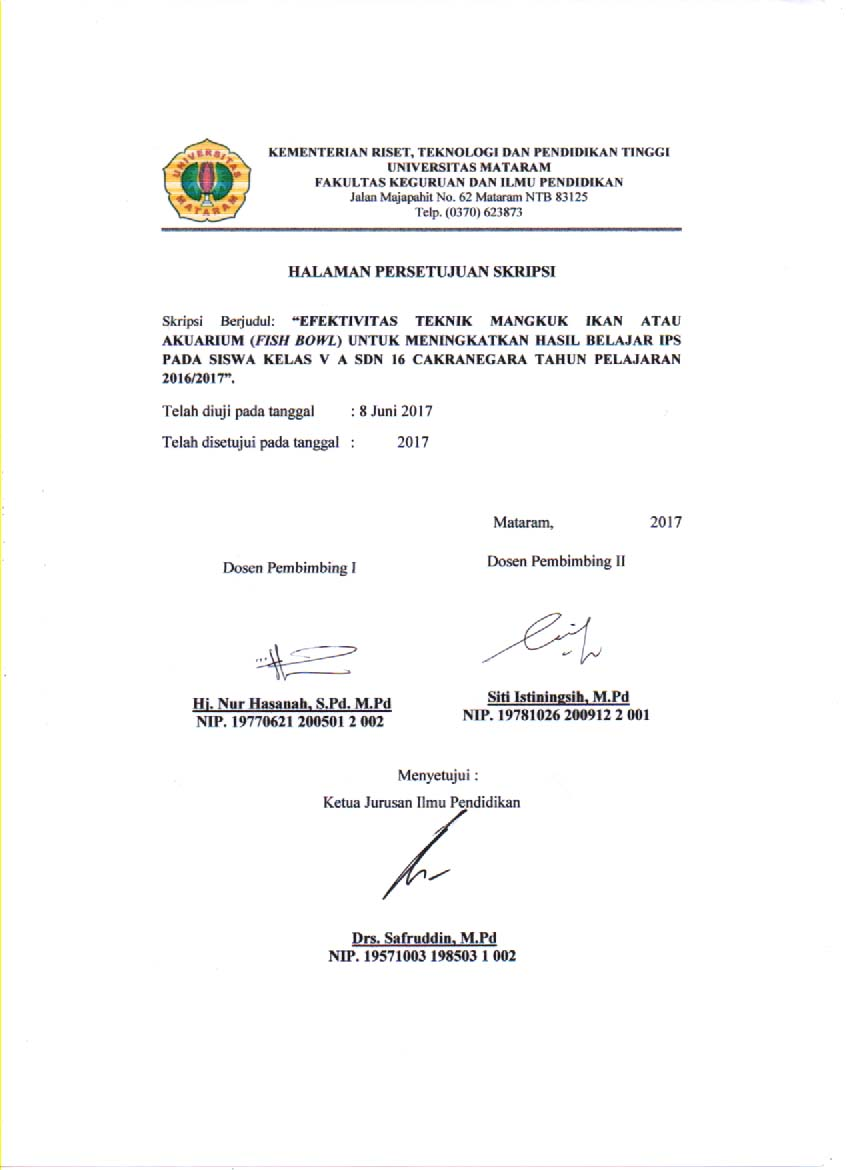 UNIVERSITAS
MATARAM
KEMENTERIAN RISET, TEKNOLOGI DAN PENDIDIKAN TINGGI
UNIVERSITAS MATARAM
FAKULTAS KEGURUAN DAN ILMU PENDIDIKAN
Jalan Majapahit No. 62 Mataram NTB 83125
Telp. (0370) 623873
HALAMAN PERSETUJUAN SKRIPSI
Skripsi Berjudul: “EFEKTIVITAS TEKNIK MANGKUK IKAN ATAU
AKUARIUM (FISH BOWL) UNTUK MENINGKATKAN HASIL BELAJAR IPS
PADA SISWA KELAS V A SDN 16 CAKRANEGARA TAHUN PELAJARAN
2016/2017”.
Telah diuji pada tanggal : 8 Juni 2017
Telah disetujui pada tanggal : 2017
Mataram, 2017
Dosen Pembimbing I
Dosen Pembimbing II
Hj. Nur Hasanah, S.Pd. M.Pd
NIP. 19770621 200501 2 002
Siti Istiningsih, M.Pd
NIP. 19781026 200912 2 001
Menyetujui :
Ketua Jurusan Ilmu Pendidikan
Drs. Safruddin, M.Pd
NIP. 19571003 198503 1 002